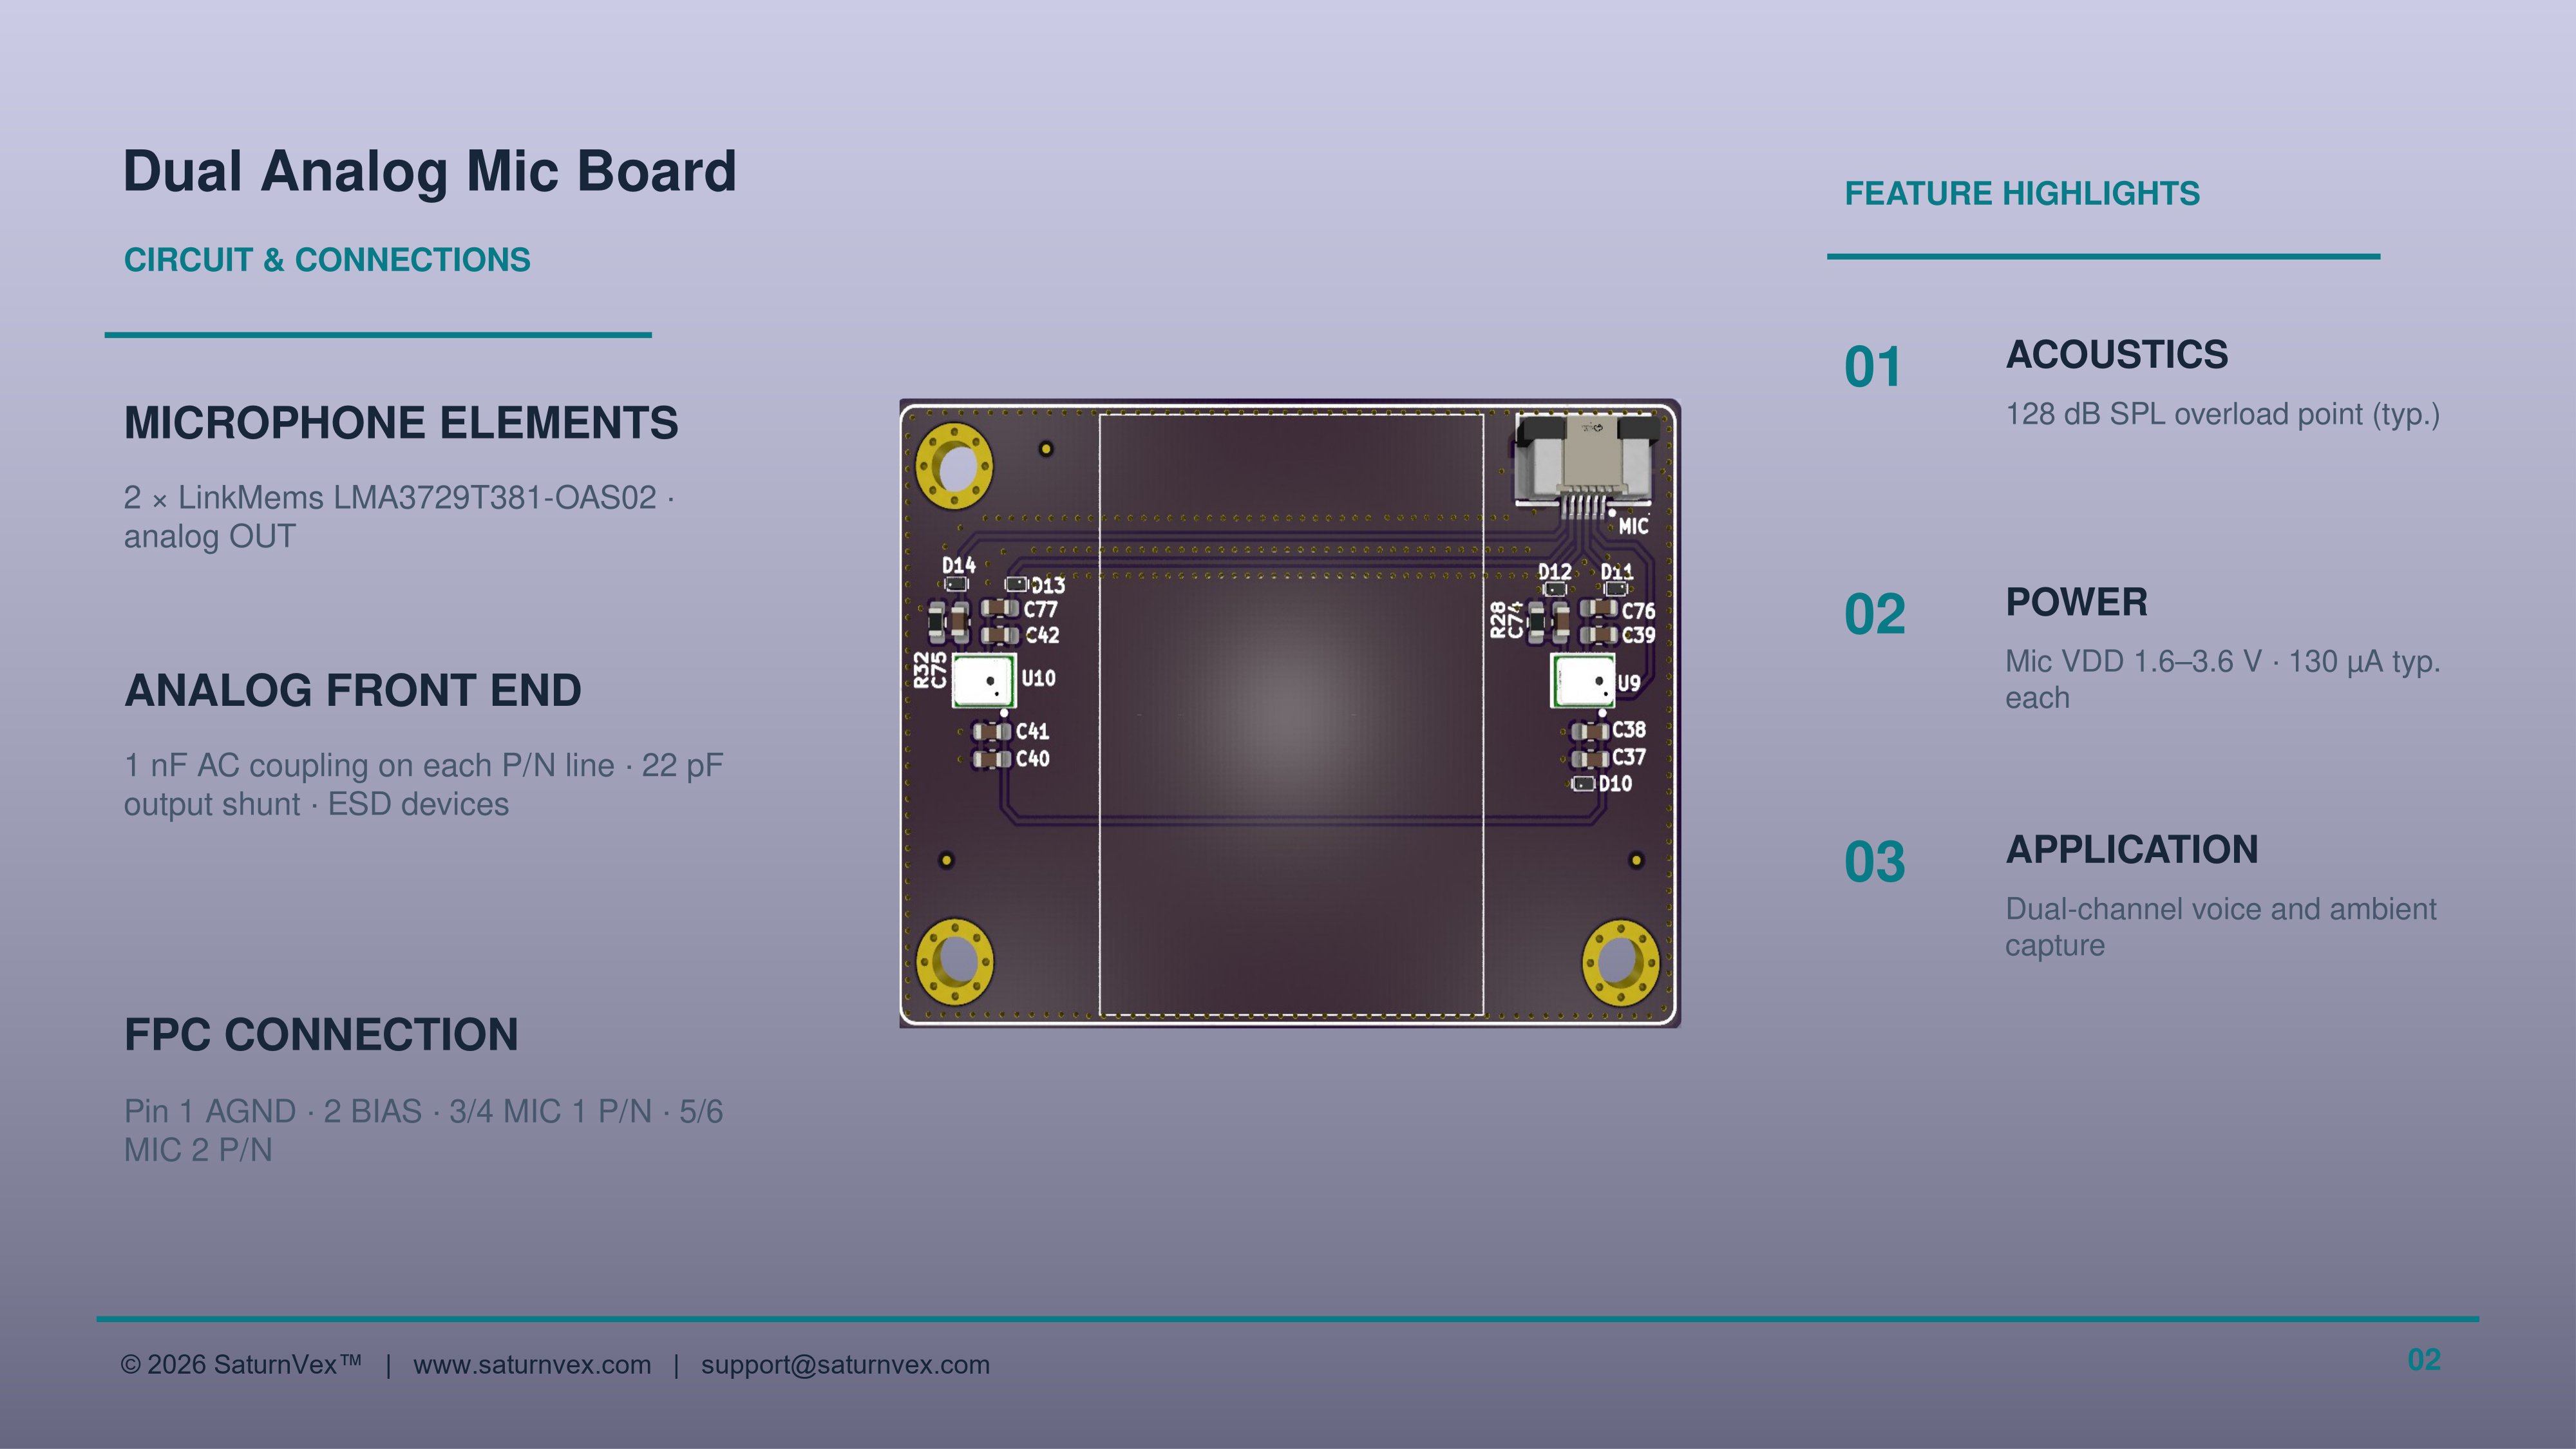 Dual Analog Mic Board
CIRCUIT & CONNECTIONS
MICROPHONE ELEMENTS
2 × LinkMems LMA3729T381-OAS02 ·
analog OUT
ANALOG FRONT END
1 nF AC coupling on each P/N line · 22 pF
output shunt · ESD devices
FPC CONNECTION
Pin 1 AGND · 2 BIAS · 3/4 MIC 1 P/N · 5/6
MIC 2 P/N
MIC
D14
D13
C77
C42
R32
C75
U10
C41
C40
D12
D11
R28
C74
C76
C39
U9
C38
C37
D10
FEATURE HIGHLIGHTS
01
ACOUSTICS
128 dB SPL overload point (typ.)
02
POWER
Mic VDD 1.6–3.6 V · 130 µA typ.
each
03
APPLICATION
Dual-channel voice and ambient
capture
© 2026 SaturnVex™ | www.saturnvex.com | support@saturnvex.com
02